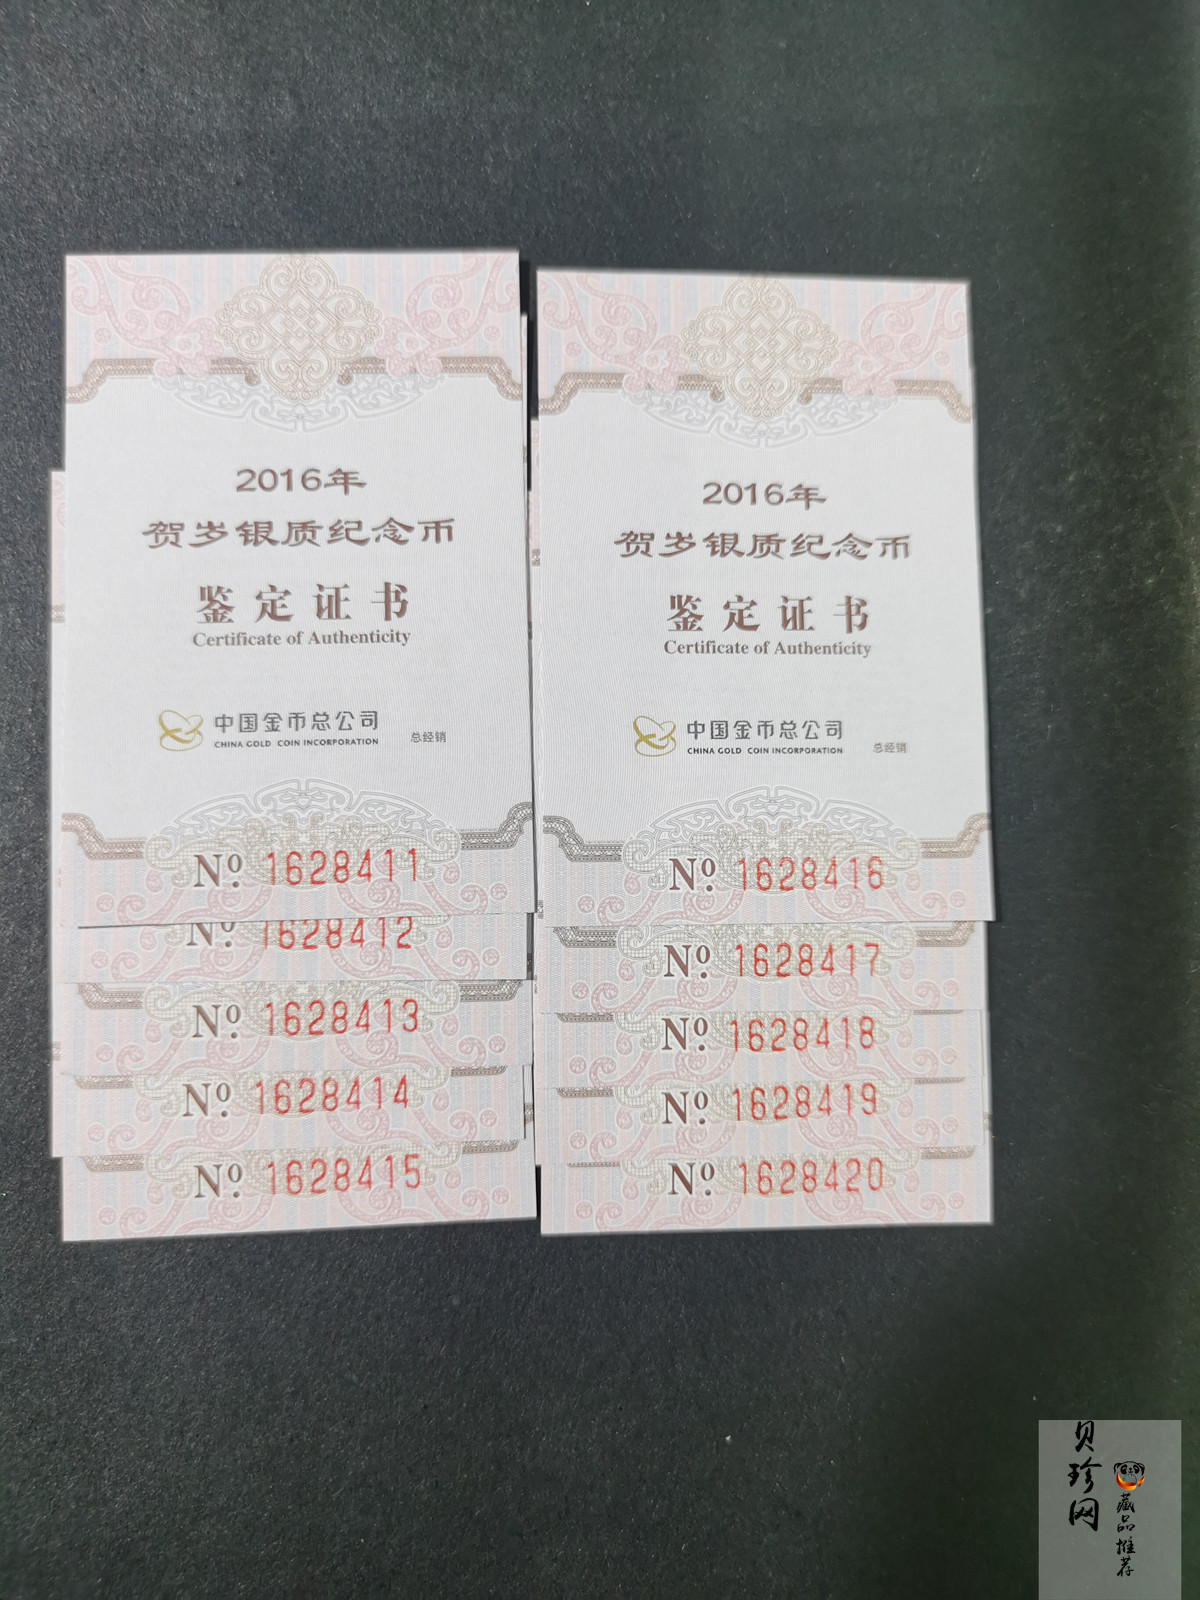 2016年
贺岁银质纪念币
鉴定证书
Certificate of Authenticity
中国金币总公司
CHINA GOLD COIN INCORPORATION
总经销
Nº. 1628411
Nº. 1628412
Nº. 1628413
Nº. 1628414
Nº. 1628415
2016年
贺岁银质纪念币
鉴定证书
Certificate of Authenticity
中国金币总公司
CHINA GOLD COIN INCORPORATION
总经销
Nº. 1628416
Nº. 1628417
Nº. 1628418
Nº. 1628419
Nº. 1628420
贝珍网
藏品推荐